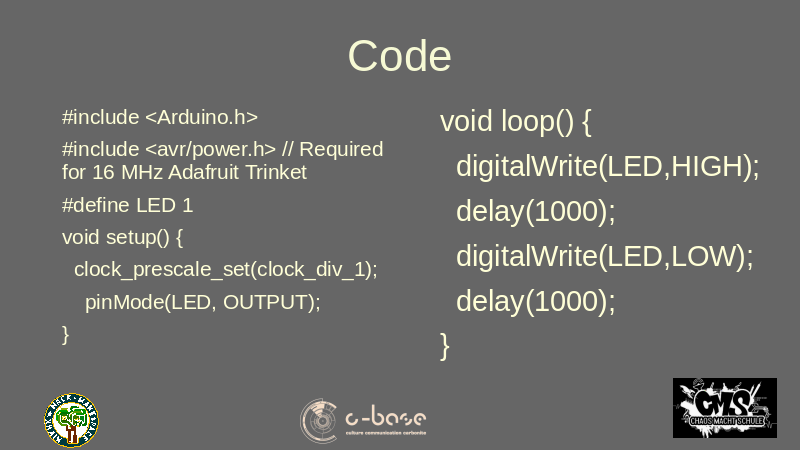 Code
#include <Arduino.h>
#include <avr/power.h> // Required
for 16 MHz Adafruit Trinket
#define LED 1
void setup() {
clock_prescale_set(clock_div_1);
pinMode(LED, OUTPUT);
}
void loop() {
digitalWrite(LED,HIGH);
delay(1000);
digitalWrite(LED,LOW);
delay(1000);
}
c-base
culture communication carbonite
CMS
CHAOS MACHT SCHULE